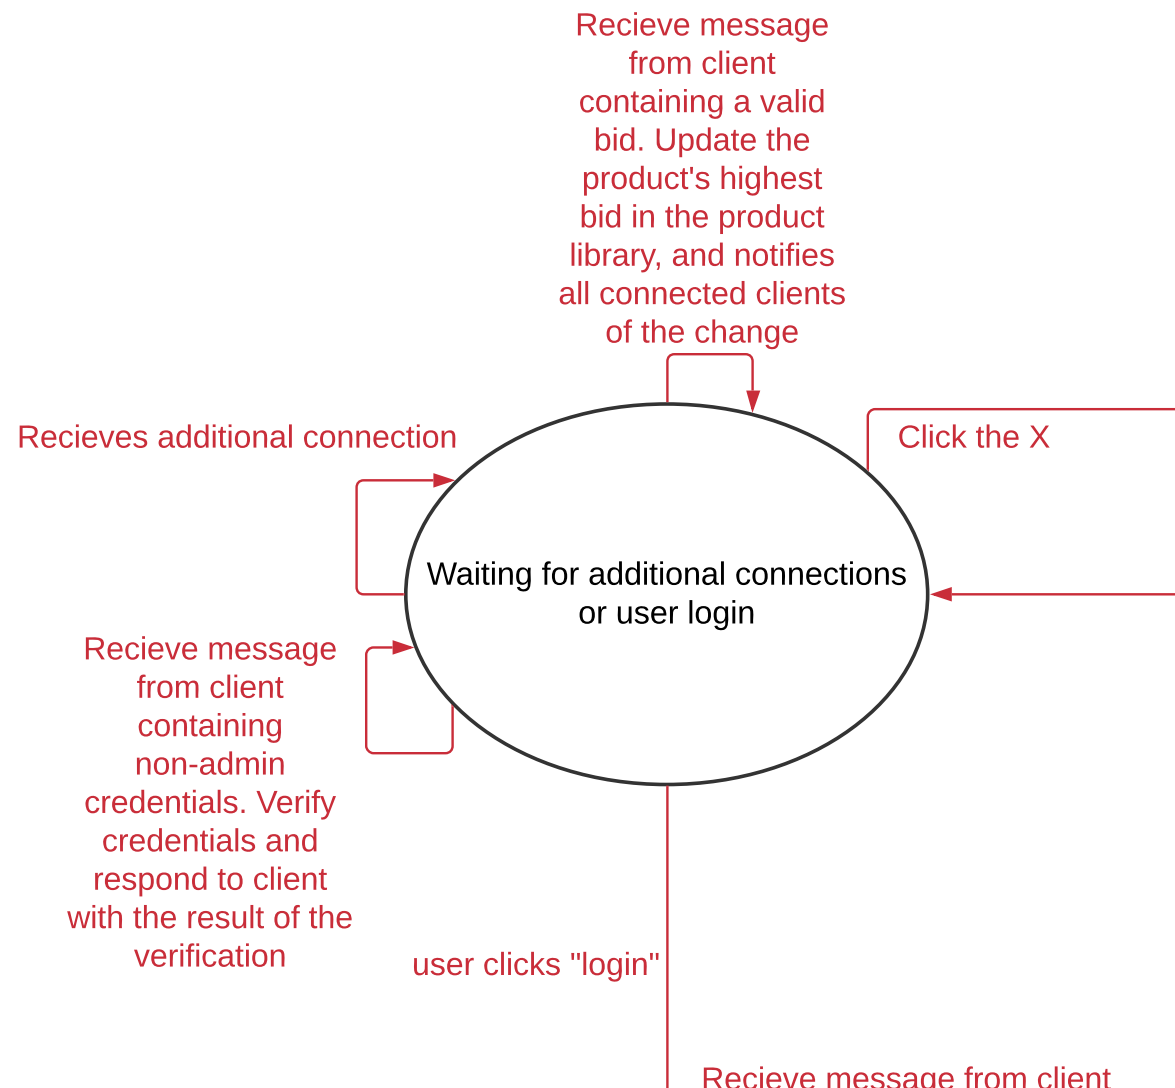 Recieve message
from client
containing a valid
bid. Update the
product's highest
bid in the product
library, and notifies
all connected clients
of the change
Recieves additional connection
Click the X
Waiting for additional connections
or user login
Recieve message
from client
containing
non-admin
credentials. Verify
credentials and
respond to client
with the result of the
verification
user clicks "login"
Recieve message from client